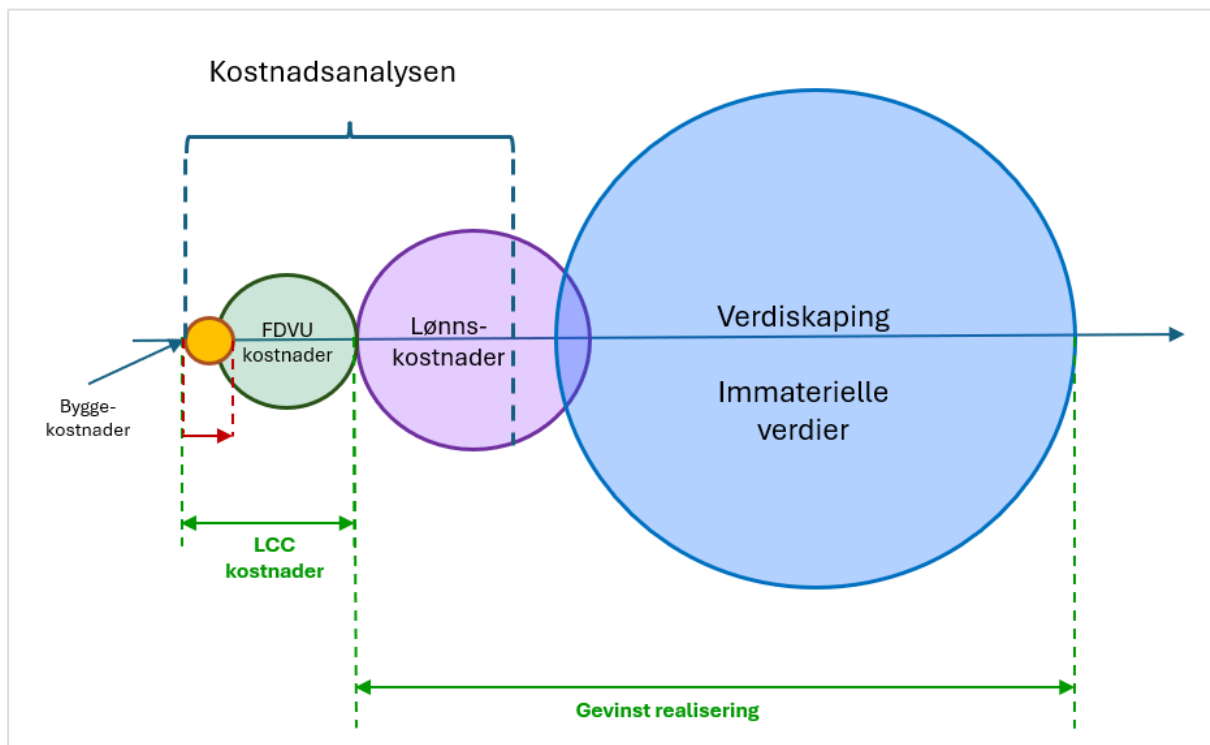 Kostnadsanalysen
FDVU
kostnader
Lønns-
kostnader
Verdiskaping
Immaterielle
verdier
Bygge-
kostnader
LCC
kostnader
Gevinst realisering